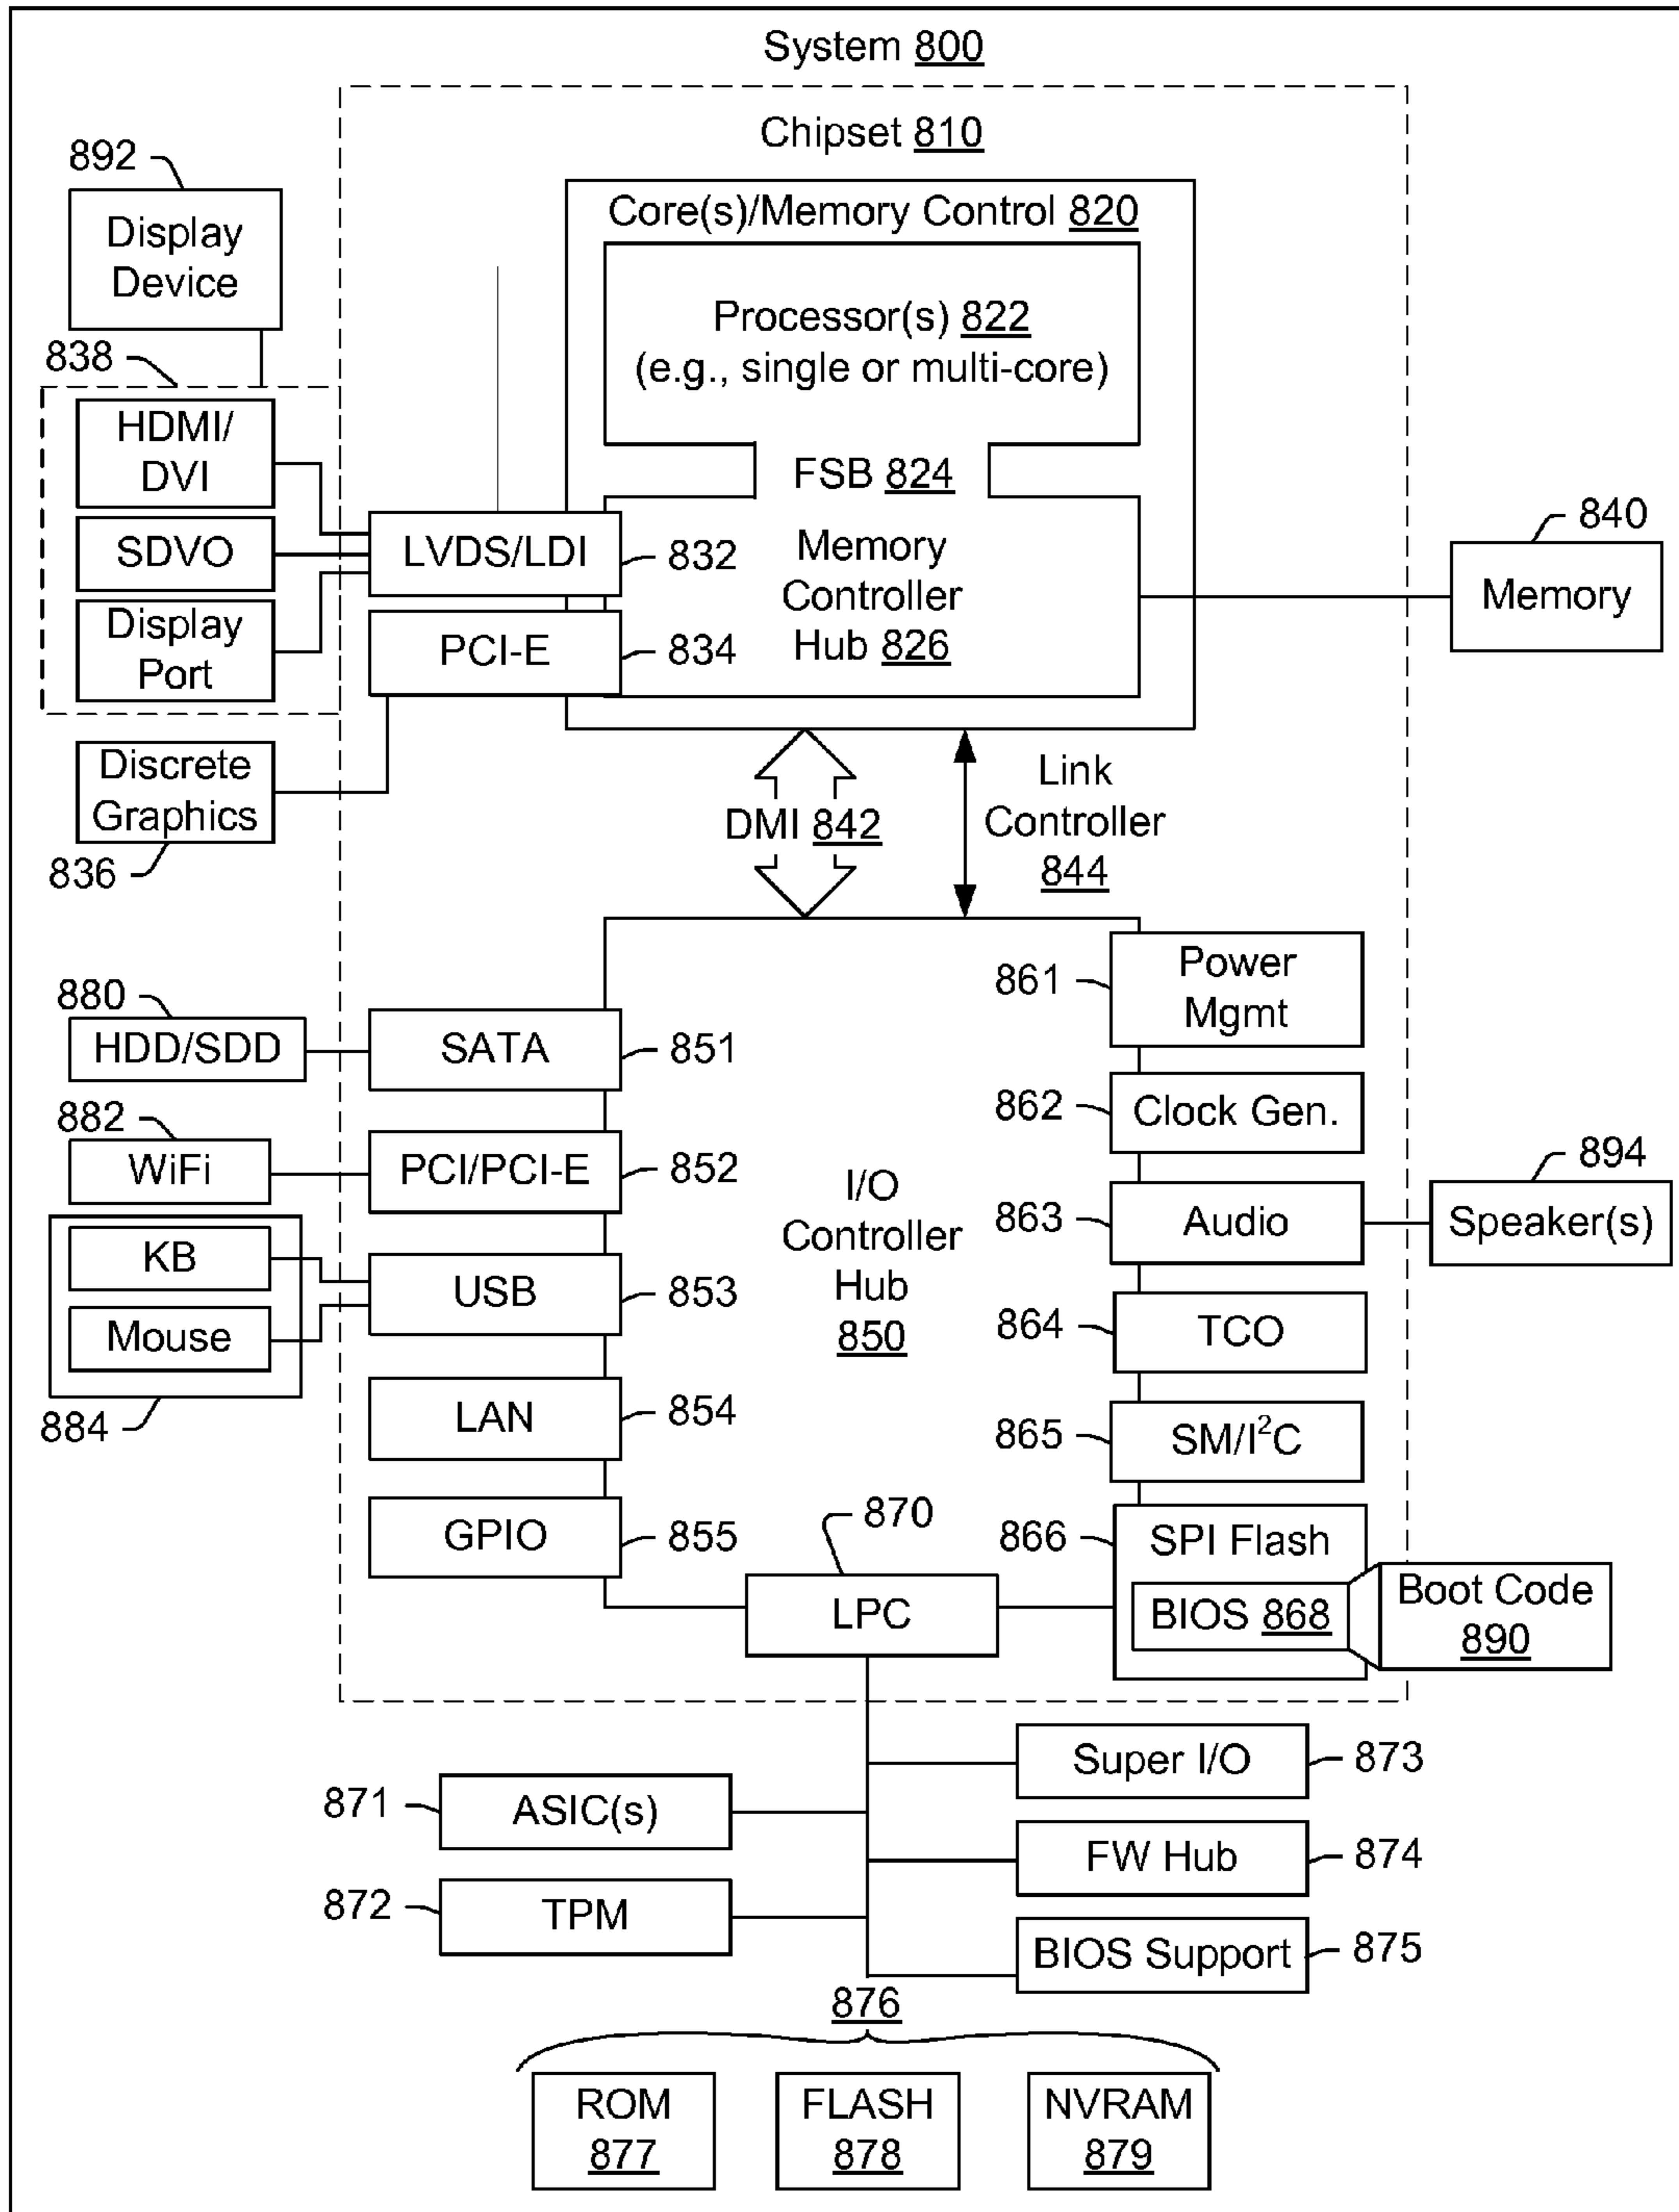 System 800
Chipset 810
892
Display
Device
Core(s)/Memory Control 820
Processor(s) 822
(e.g., single or multi-core)
FSB 824
Memory
Controller
Hub 826
838
HDMI/
DVI
SDVO
Display
Port
LVDS/LDI
832
PCI-E
834
840
Memory
Discrete
Graphics
836
DMI 842
Link
Controller
844
880
HDD/SDD
SATA
851
882
WiFi
PCI/PCI-E
852
KB
Mouse
884
USB
853
LAN
854
GPIO
855
I/O
Controller
Hub
850
861
Power
Mgmt
862
Clock Gen.
863
Audio
894
Speaker(s)
864
TCO
865
SM/I²C
866
SPI Flash
BIOS 868
Boot Code
890
870
LPC
871
ASIC(s)
872
TPM
Super I/O
873
FW Hub
874
BIOS Support
875
876
ROM
877
FLASH
878
NVRAM
879